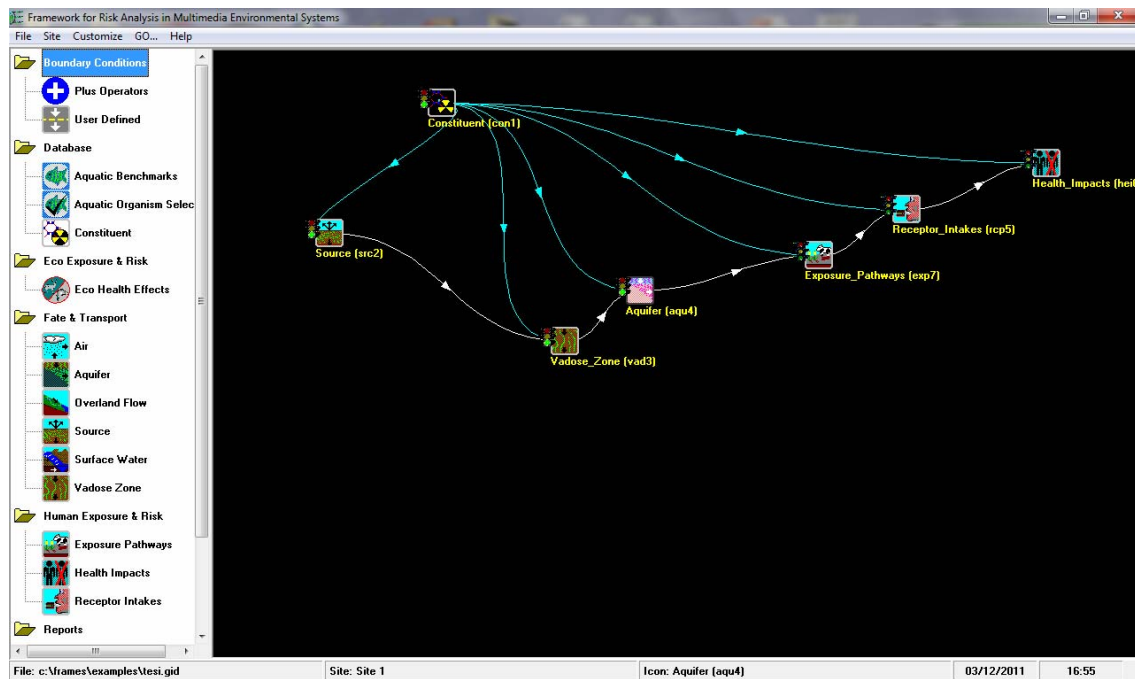 Framework for Risk Analysis in Multimedia Environmental Systems
File Site Customize GO... Help
Boundary Conditions
Plus Operators
User Defined
Database
Aquatic Benchmarks
Aquatic Organism Selec
Constituent
Eco Exposure & Risk
Eco Health Effects
Fate & Transport
Air
Aquifer
Overland Flow
Source
Surface Water
Vadose Zone
Human Exposure & Risk
Exposure Pathways
Health Impacts
Receptor Intakes
Reports
Constituent (con1)
Health_Impacts (hei6
Receptor_Intakes (rcp5)
Source (src2)
Exposure_Pathways (exp7)
Aquifer (aqu4)
Vadose_Zone (vad3)
File: c:\frames\examples\tesi.gid Site: Site 1 Icon: Aquifer (aqu4) 03/12/2011 16:55